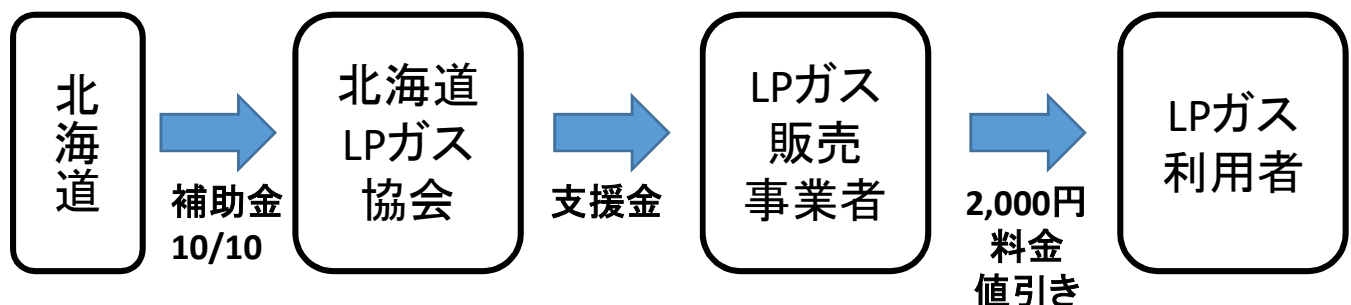 北海道
補助金
10/10
北海道
LPガス
協会
支援金
LPガス
販売
事業者
2,000円
料金
値引き
LPガス
利用者